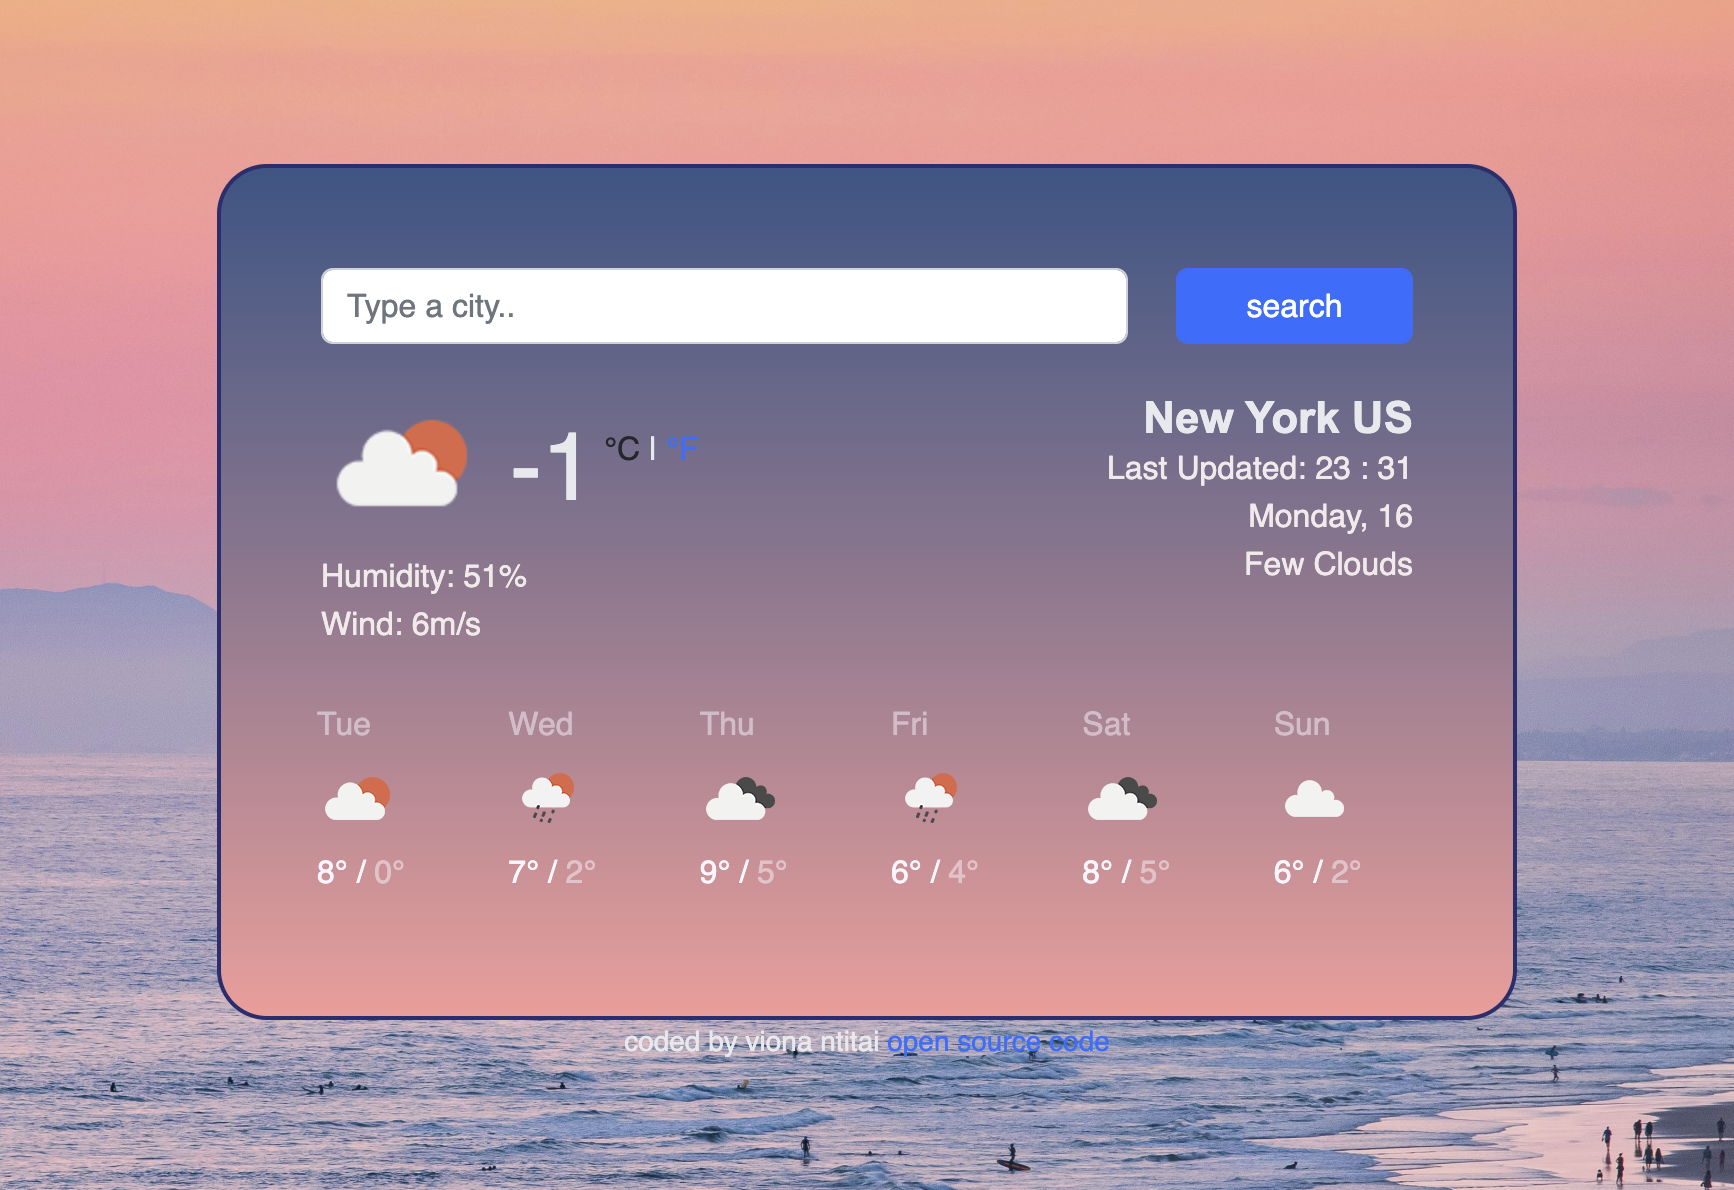 Type a city..
search
-1 °C | °F
New York US
Last Updated: 23 : 31
Monday, 16
Few Clouds
Humidity: 51%
Wind: 6m/s
Tue Wed Thu Fri Sat Sun
8° / 0° 7° / 2° 9° / 5° 6° / 4° 8° / 5° 6° / 2°
coded by viona ntitai open source code